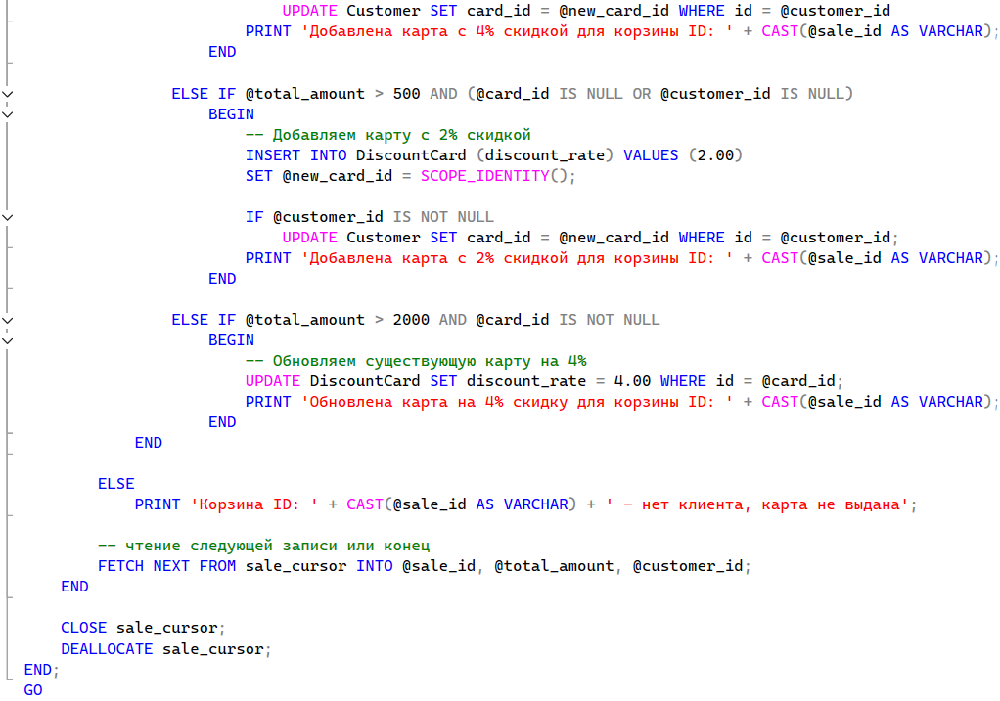 UPDATE Customer SET card_id = @new_card_id WHERE id = @customer_id
PRINT 'Добавлена карта с 4% скидкой для корзины ID: ' + CAST(@sale_id AS VARCHAR);
END
ELSE IF @total_amount > 500 AND (@card_id IS NULL OR @customer_id IS NULL)
BEGIN
-- Добавляем карту с 2% скидкой
INSERT INTO DiscountCard (discount_rate) VALUES (2.00)
SET @new_card_id = SCOPE_IDENTITY();
IF @customer_id IS NOT NULL
UPDATE Customer SET card_id = @new_card_id WHERE id = @customer_id;
PRINT 'Добавлена карта с 2% скидкой для корзины ID: ' + CAST(@sale_id AS VARCHAR);
END
ELSE IF @total_amount > 2000 AND @card_id IS NOT NULL
BEGIN
-- Обновляем существующую карту на 4%
UPDATE DiscountCard SET discount_rate = 4.00 WHERE id = @card_id;
PRINT 'Обновлена карта на 4% скидку для корзины ID: ' + CAST(@sale_id AS VARCHAR);
END
END
ELSE
PRINT 'Корзина ID: ' + CAST(@sale_id AS VARCHAR) + ' - нет клиента, карта не выдана';
-- чтение следующей записи или конец
FETCH NEXT FROM sale_cursor INTO @sale_id, @total_amount, @customer_id;
END
CLOSE sale_cursor;
DEALLOCATE sale_cursor;
END;
GO